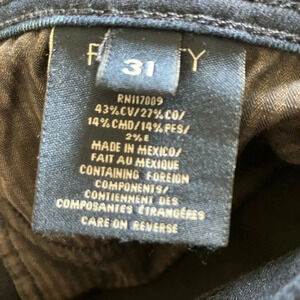 31
RN117009
43%CV/27%CO/
14%CMD/14%PES/
2%E
MADE IN MEXICO/
FAIT AU MEXIQUE
CONTAINING FOREIGN
COMPONENTS/
CONTIENNENT DES
COMPOSANTES ÉTRANGÈRES
CARE ON REVERSE